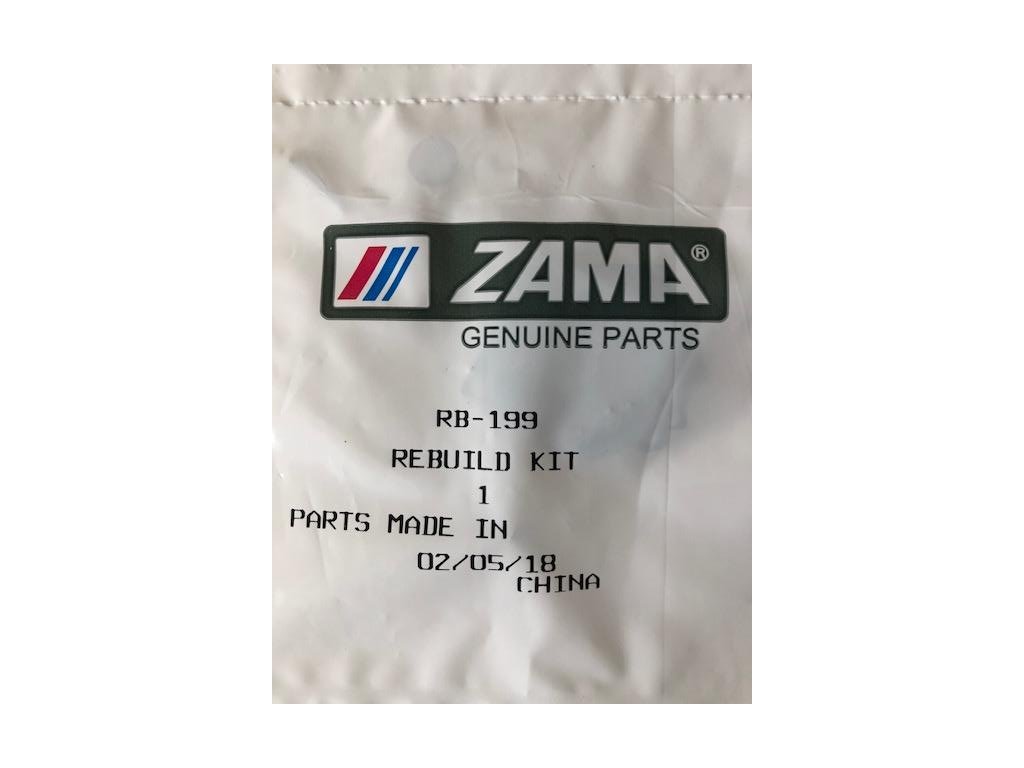 ZAMA®
GENUINE PARTS
RB-199
REBUILD KIT
1
PARTS MADE IN
02/05/18
CHINA